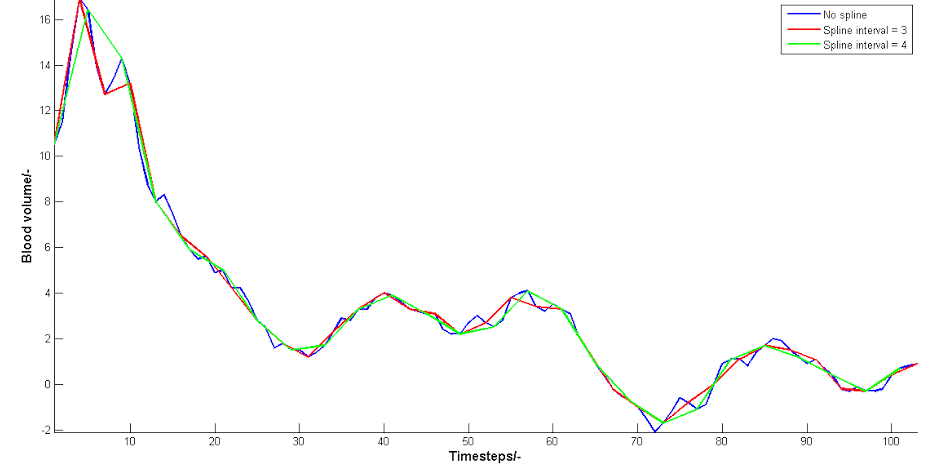 No spline
Spline interval = 3
Spline interval = 4
16
14
12
10
8
6
4
2
0
-2
Blood volume/-
10 20 30 40 50 60 70 80 90 100
Timesteps/-